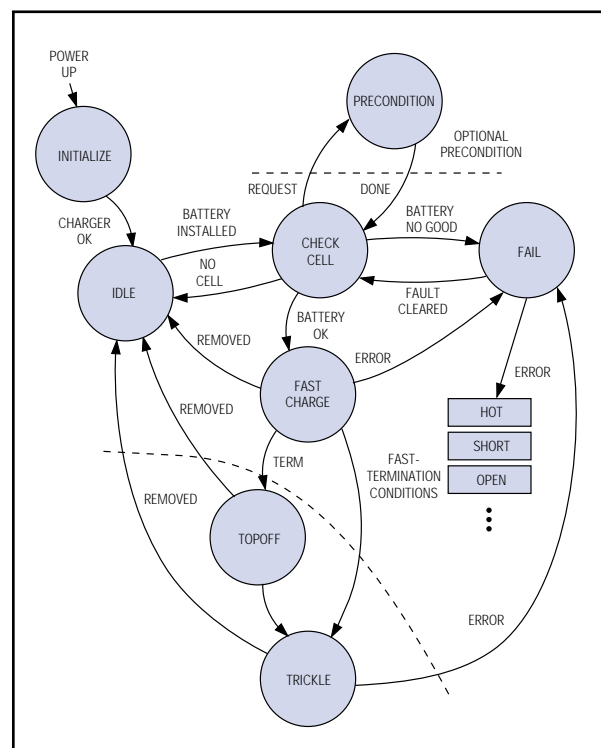 POWER
UP
INITIALIZE
PRECONDITION
OPTIONAL
PRECONDITION
REQUEST
DONE
CHARGER
OK
BATTERY
INSTALLED
CHECK
CELL
BATTERY
NO GOOD
FAIL
IDLE
NO
CELL
FAULT
CLEARED
BATTERY
OK
REMOVED
ERROR
FAST
CHARGE
ERROR
HOT
SHORT
OPEN
FAST-
TERMINATION
CONDITIONS
REMOVED
TERM
REMOVED
TOPOFF
ERROR
TRICKLE